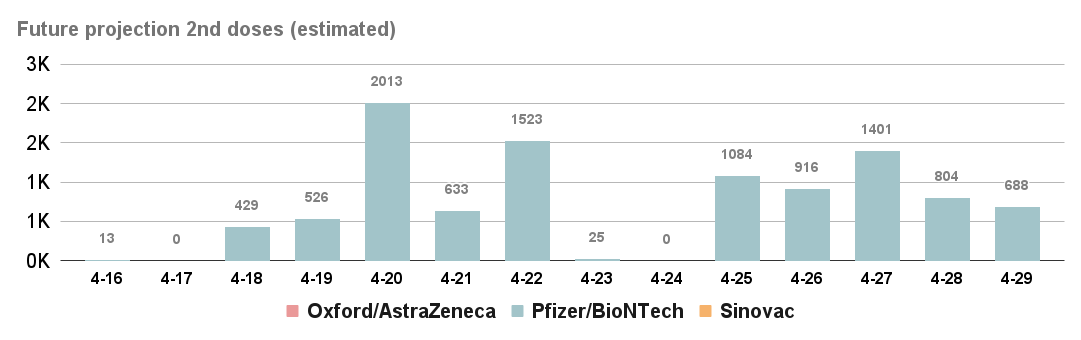 Future projection 2nd doses (estimated)
3K
2K
2K
1K
1K
0K
13
0
429
526
2013
633
1523
25
0
1084
916
1401
804
688
4-16 4-17 4-18 4-19 4-20 4-21 4-22 4-23 4-24 4-25 4-26 4-27 4-28 4-29
Oxford/AstraZeneca Pfizer/BioNTech Sinovac